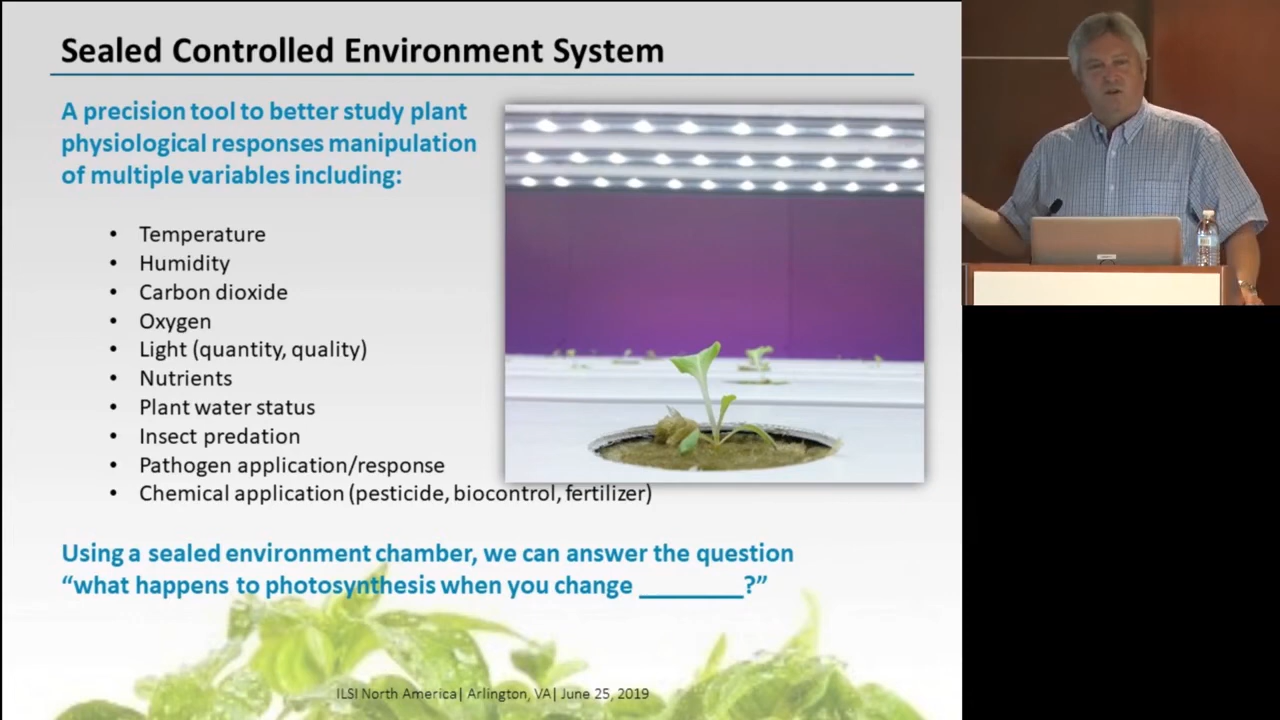 Sealed Controlled Environment System
A precision tool to better study plant
physiological responses manipulation
of multiple variables including:
• Temperature
• Humidity
• Carbon dioxide
• Oxygen
• Light (quantity, quality)
• Nutrients
• Plant water status
• Insect predation
• Pathogen application/response
• Chemical application (pesticide, biocontrol, fertilizer)
Using a sealed environment chamber, we can answer the question
“what happens to photosynthesis when you change ________?”
ILSI North America| Arlington, VA| June 25, 2019